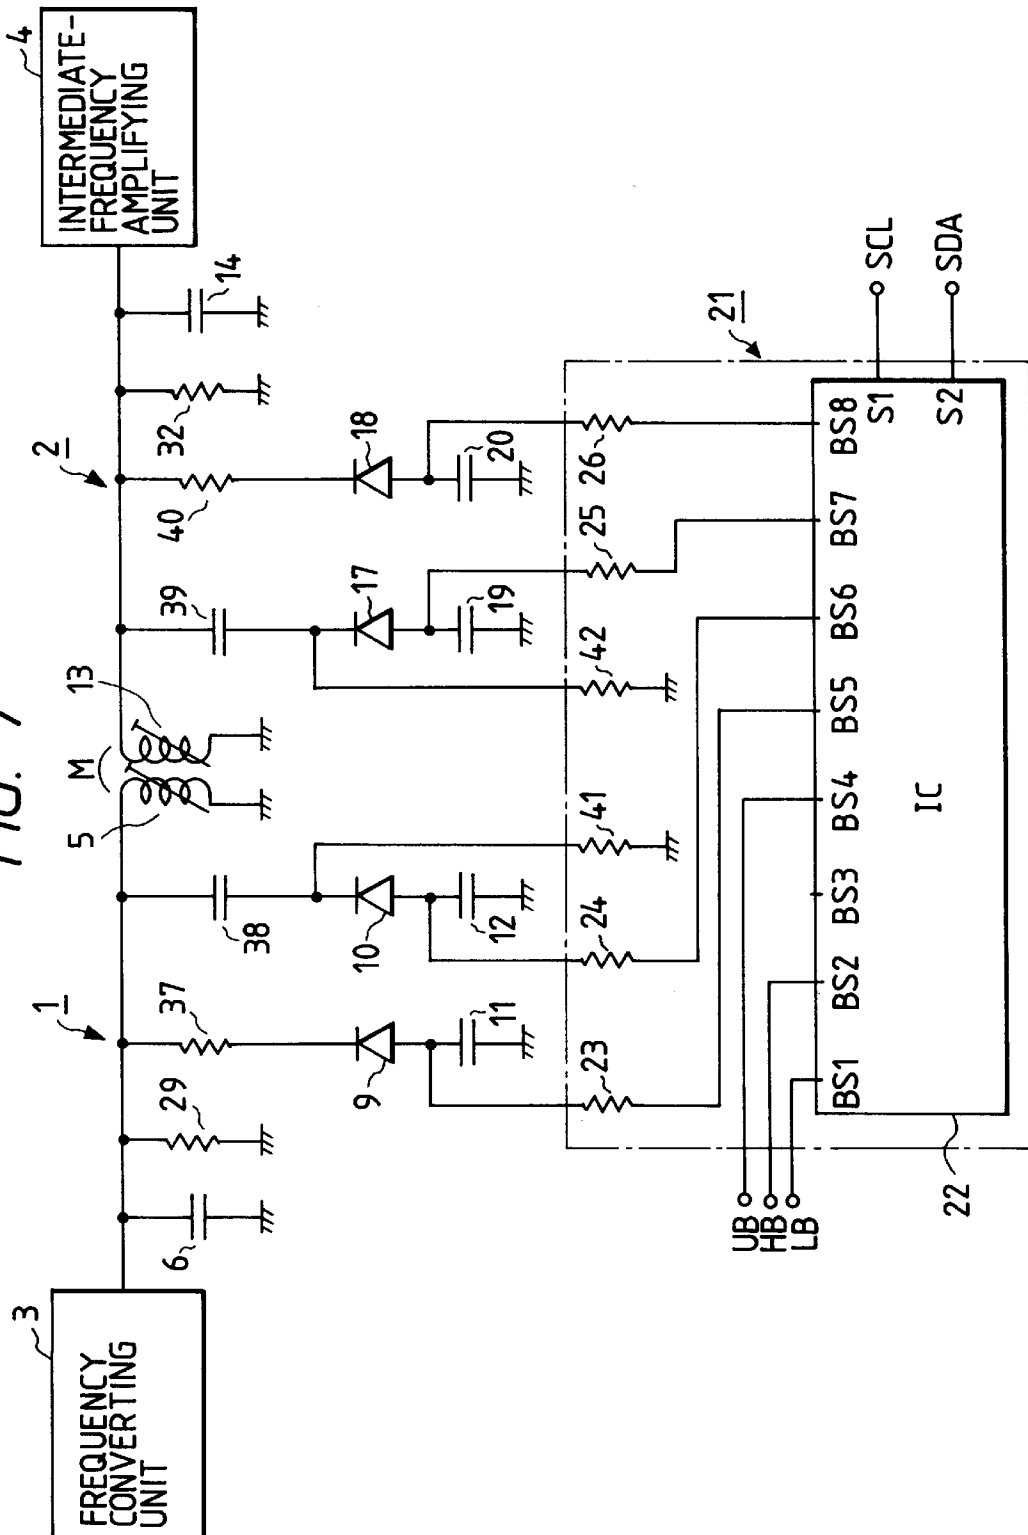 FIG. 7
FREQUENCY
CONVERTING
UNIT
3
INTERMEDIATE-
FREQUENCY
AMPLIFYING
UNIT
4
1
2
6
29
37
38
5
M
13
39
40
32
14
9
10
17
18
11
12
19
20
21
23
24
41
42
25
26
UB
HB
LB
BS1
BS2
BS3
BS4
BS5
BS6
BS7
BS8
IC
S1
S2
SCL
SDA
22